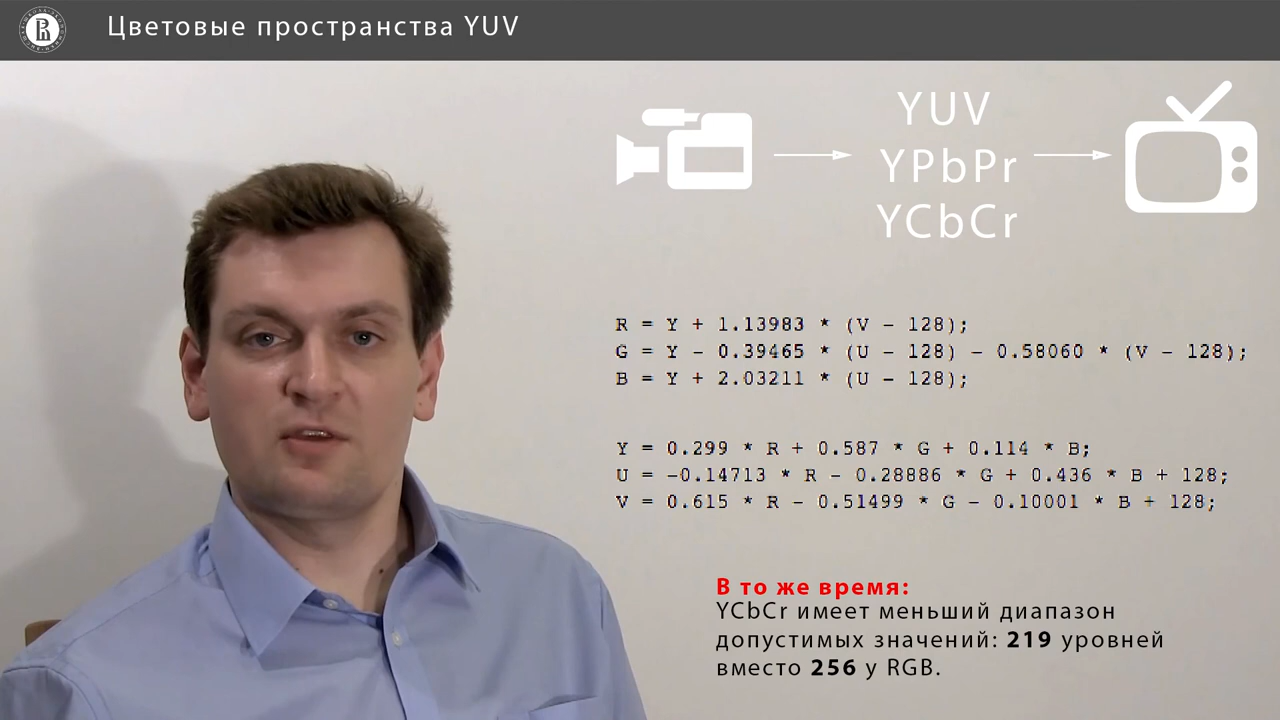 Цветовые пространства YUV
YUV
YPbPr
YCbCr
R = Y + 1.13983 * (V - 128);
G = Y - 0.39465 * (U - 128) - 0.58060 * (V - 128);
B = Y + 2.03211 * (U - 128);
Y = 0.299 * R + 0.587 * G + 0.114 * B;
U = -0.14713 * R - 0.28886 * G + 0.436 * B + 128;
V = 0.615 * R - 0.51499 * G - 0.10001 * B + 128;
В то же время:
YCbCr имеет меньший диапазон
допустимых значений: 219 уровней
вместо 256 у RGB.